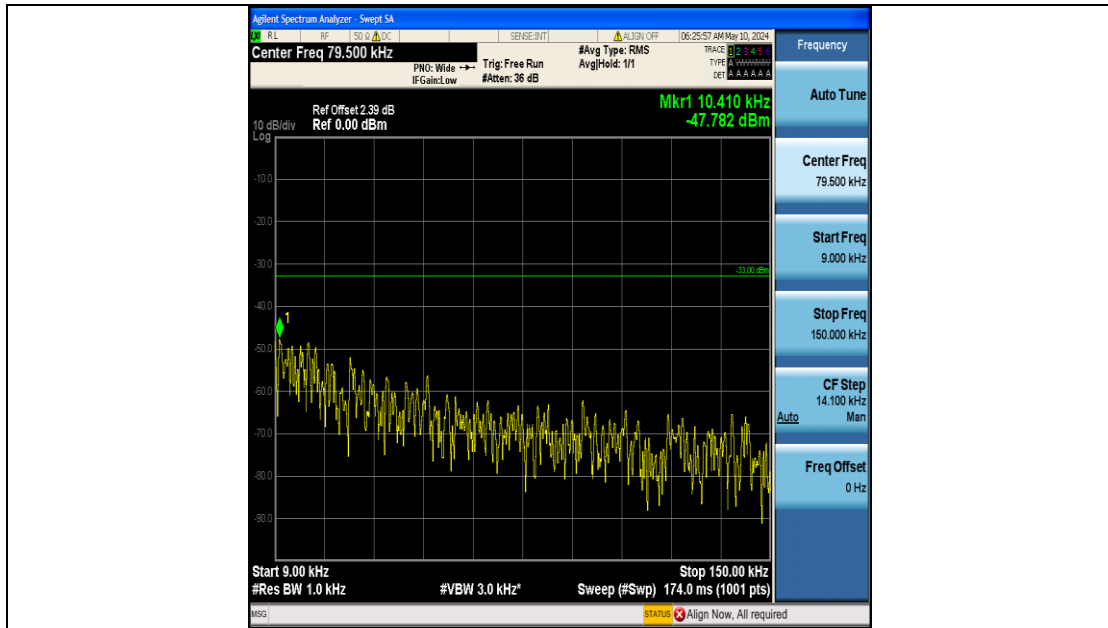 Agilent Spectrum Analyzer - Swept SA
RL RF 50 Ω DC SENSE:INT ALIGN OFF 06:25:57 AM May 10, 2024
Center Freq 79.500 kHz
PNO: Wide
IFGain:Low
Trig: Free Run
#Atten: 36 dB
#Avg Type: RMS
Avg|Hold: 1/1
TRACE 1 2 3 4 5 6
TYPE A WWWWW
DET A A A A A A
Frequency
Mkr1 10.410 kHz
-47.782 dBm
Ref Offset 2.39 dB
10 dB/div Ref 0.00 dBm
Log
-10.0
-20.0
-30.0
-33.00 dBm
-40.0
1
-50.0
-60.0
-70.0
-80.0
-90.0
Start 9.00 kHz Stop 150.00 kHz
#Res BW 1.0 kHz #VBW 3.0 kHz* Sweep (#Swp) 174.0 ms (1001 pts)
Auto Tune
Center Freq
79.500 kHz
Start Freq
9.000 kHz
Stop Freq
150.000 kHz
CF Step
14.100 kHz
Auto Man
Freq Offset
0 Hz
MSG STATUS Align Now, All required